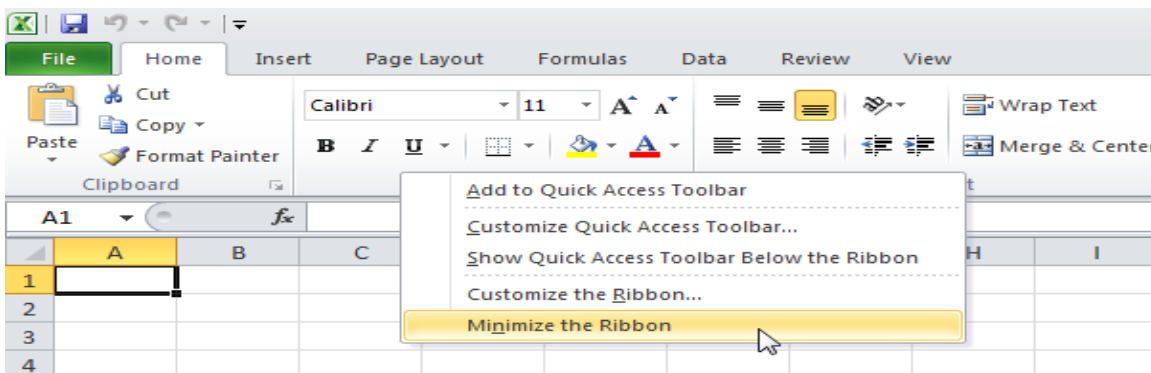 File Home Insert Page Layout Formulas Data Review View
Cut
Copy
Paste
Format Painter
Clipboard
Calibri 11 A A
B I U A
Wrap Text
Merge & Cente
t
Add to Quick Access Toolbar
Customize Quick Access Toolbar...
Show Quick Access Toolbar Below the Ribbon
Customize the Ribbon...
Minimize the Ribbon
A1 fx
A B C H I
1
2
3
4